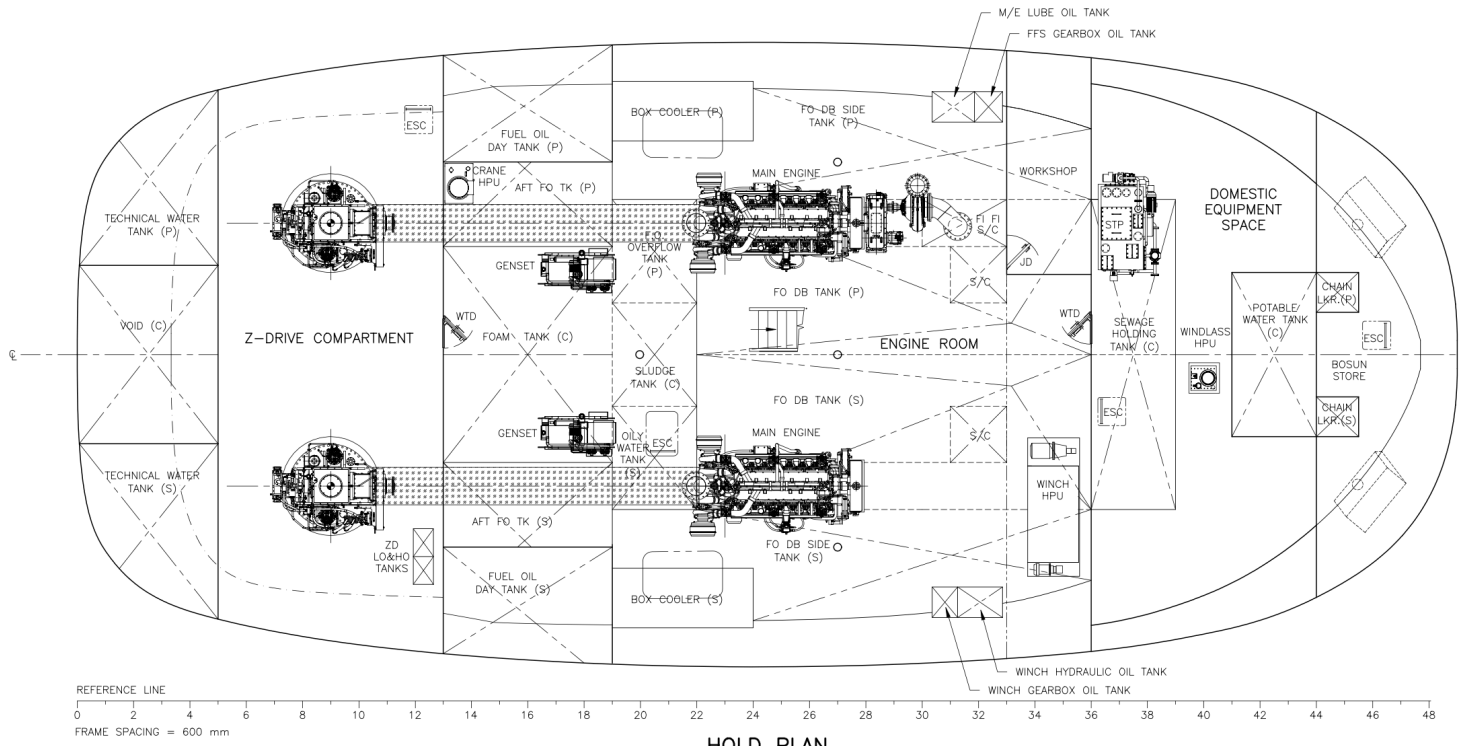 M/E LUBE OIL TANK
FFS GEARBOX OIL TANK
BOX COOLER (P)
FO DB SIDE
TANK (P)
ESC
FUEL OIL
DAY TANK (P)
CRANE
HPU
AFT FO TK (P)
MAIN ENGINE
WORKSHOP
DOMESTIC
EQUIPMENT
SPACE
STP
TECHNICAL WATER
TANK (P)
FI FI
S/C
F.O
OVERFLOW
TANK
(P)
GENSET
JD
S/C
FO DB TANK (P)
CHAIN
LKR.(P)
VOID (C)
Z-DRIVE COMPARTMENT
WTD
FOAM TANK (C)
ENGINE ROOM
WTD
SEWAGE
HOLDING
TANK (C)
WINDLASS
HPU
POTABLE
WATER TANK
(C)
ESC
BOSUN
STORE
SLUDGE
TANK (C)
FO DB TANK (S)
CHAIN
LKR.(S)
ESC
GENSET
OILY
WATER
TANK
(S)
ESC
MAIN ENGINE
S/C
TECHNICAL WATER
TANK (S)
WINCH
HPU
AFT FO TK (S)
ZD
LO&HO
TANKS
FO DB SIDE
TANK (S)
FUEL OIL
DAY TANK (S)
BOX COOLER (S)
WINCH HYDRAULIC OIL TANK
WINCH GEARBOX OIL TANK
REFERENCE LINE
0 2 4 6 8 10 12 14 16 18 20 22 24 26 28 30 32 34 36 38 40 42 44 46 48
FRAME SPACING = 600 mm
HOLD PLAN